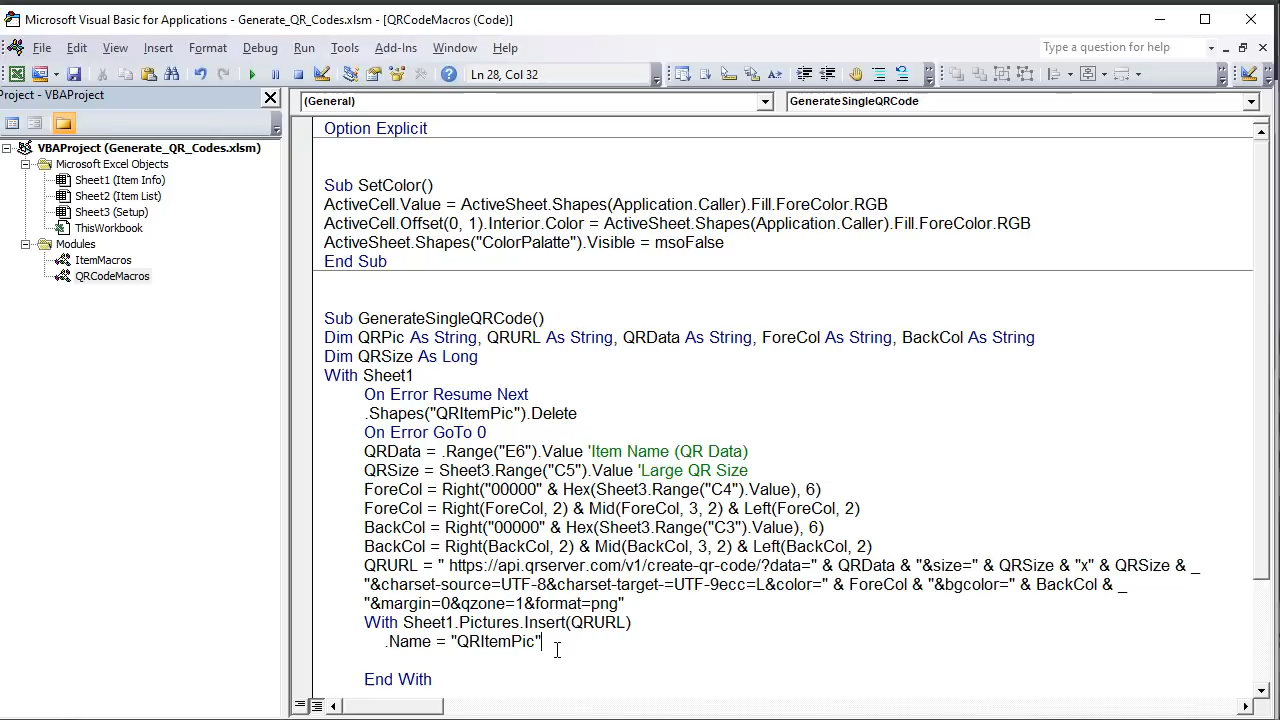 Microsoft Visual Basic for Applications - Generate_QR_Codes.xlsm - [QRCodeMacros (Code)]
File Edit View Insert Format Debug Run Tools Add-Ins Window Help
Type a question for help
Ln 28, Col 32
Project - VBAProject
(General)
GenerateSingleQRCode
VBAProject (Generate_QR_Codes.xlsm)
Microsoft Excel Objects
Sheet1 (Item Info)
Sheet2 (Item List)
Sheet3 (Setup)
ThisWorkbook
Modules
ItemMacros
QRCodeMacros
Option Explicit
Sub SetColor()
ActiveCell.Value = ActiveSheet.Shapes(Application.Caller).Fill.ForeColor.RGB
ActiveCell.Offset(0, 1).Interior.Color = ActiveSheet.Shapes(Application.Caller).Fill.ForeColor.RGB
ActiveSheet.Shapes("ColorPalatte").Visible = msoFalse
End Sub
Sub GenerateSingleQRCode()
Dim QRPic As String, QRURL As String, QRData As String, ForeCol As String, BackCol As String
Dim QRSize As Long
With Sheet1
On Error Resume Next
.Shapes("QRItemPic").Delete
On Error GoTo 0
QRData = .Range("E6").Value 'Item Name (QR Data)
QRSize = Sheet3.Range("C5").Value 'Large QR Size
ForeCol = Right("00000" & Hex(Sheet3.Range("C4").Value), 6)
ForeCol = Right(ForeCol, 2) & Mid(ForeCol, 3, 2) & Left(ForeCol, 2)
BackCol = Right("00000" & Hex(Sheet3.Range("C3").Value), 6)
BackCol = Right(BackCol, 2) & Mid(BackCol, 3, 2) & Left(BackCol, 2)
QRURL = " https://api.qrserver.com/v1/create-qr-code/?data=" & QRData & "&size=" & QRSize & "x" & QRSize & _
"&charset-source=UTF-8&charset-target-=UTF-9ecc=L&color=" & ForeCol & "&bgcolor=" & BackCol & _
"&margin=0&qzone=1&format=png"
With Sheet1.Pictures.Insert(QRURL)
.Name = "QRItemPic"
End With